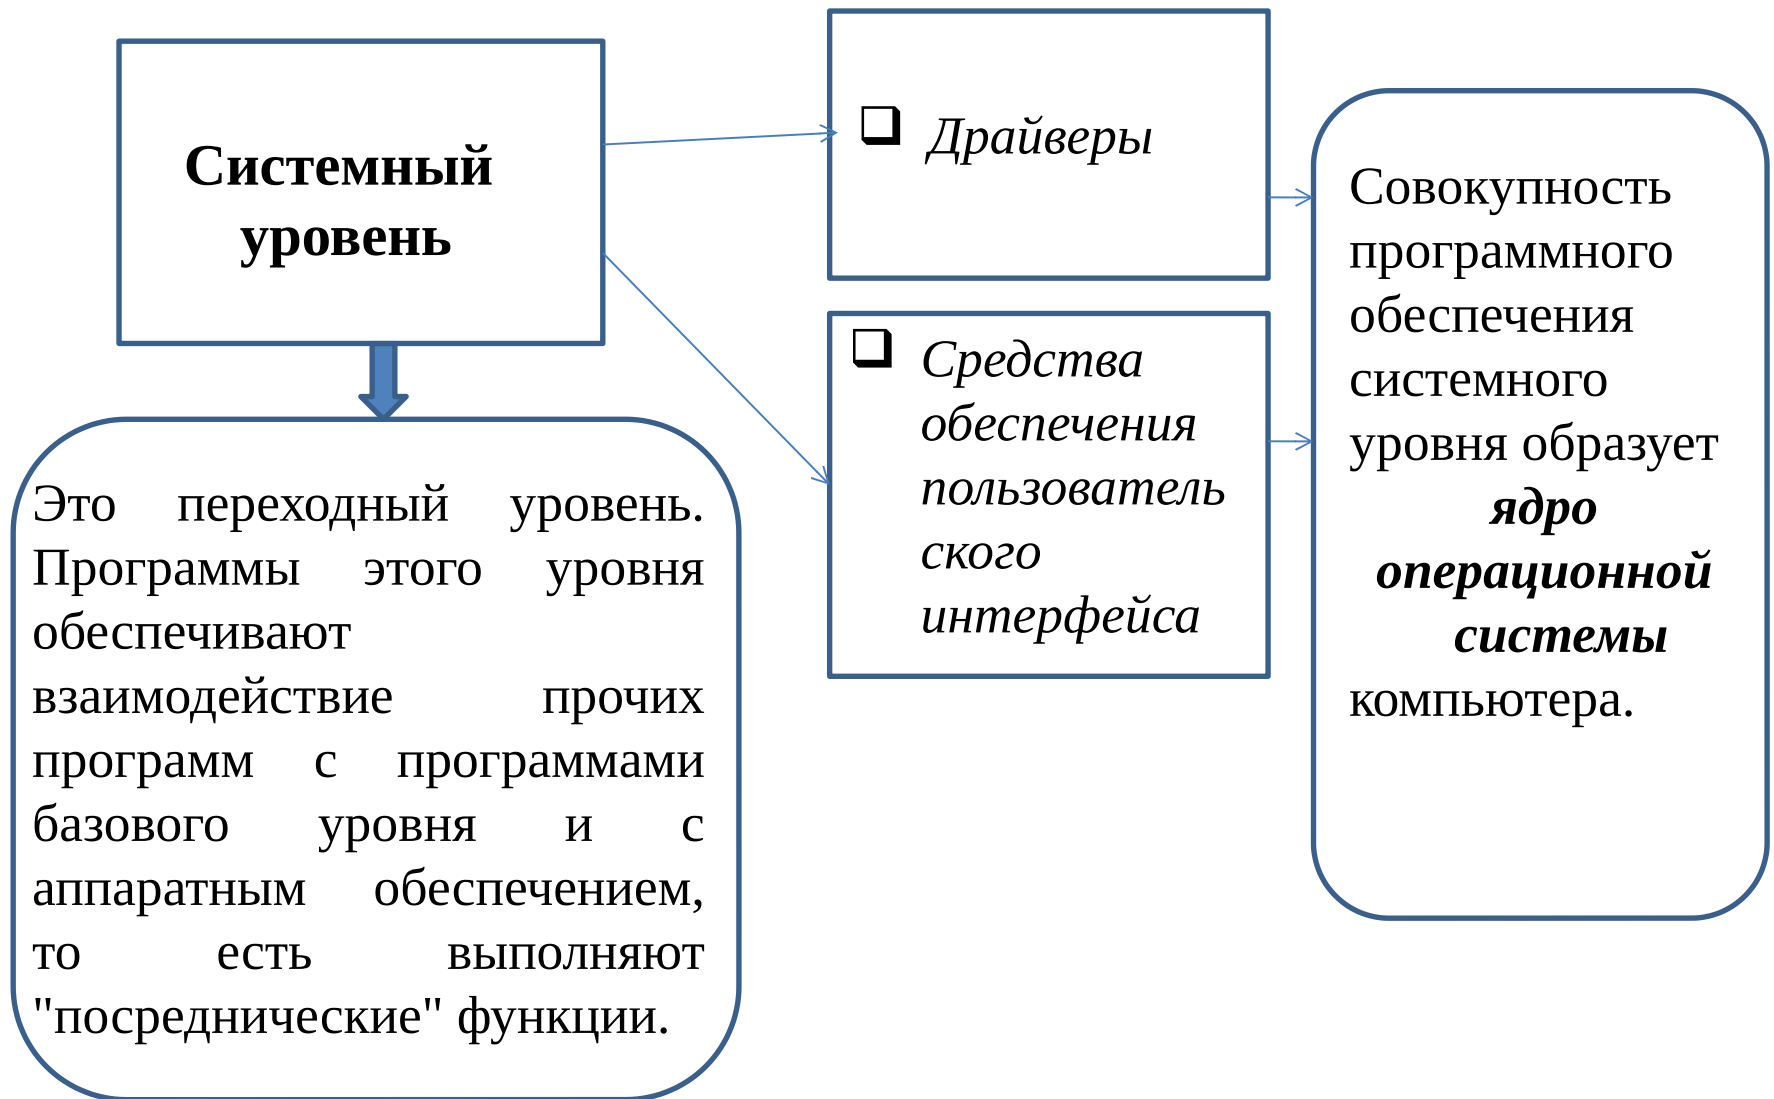 Системный
уровень
Это переходный уровень.
Программы этого уровня
обеспечивают
взаимодействие прочих
программ с программами
базового уровня и с
аппаратным обеспечением,
то есть выполняют
"посреднические" функции.
Драйверы
Средства
обеспечения
пользователь
ского
интерфейса
Совокупность
программного
обеспечения
системного
уровня образует
ядро
операционной
системы
компьютера.